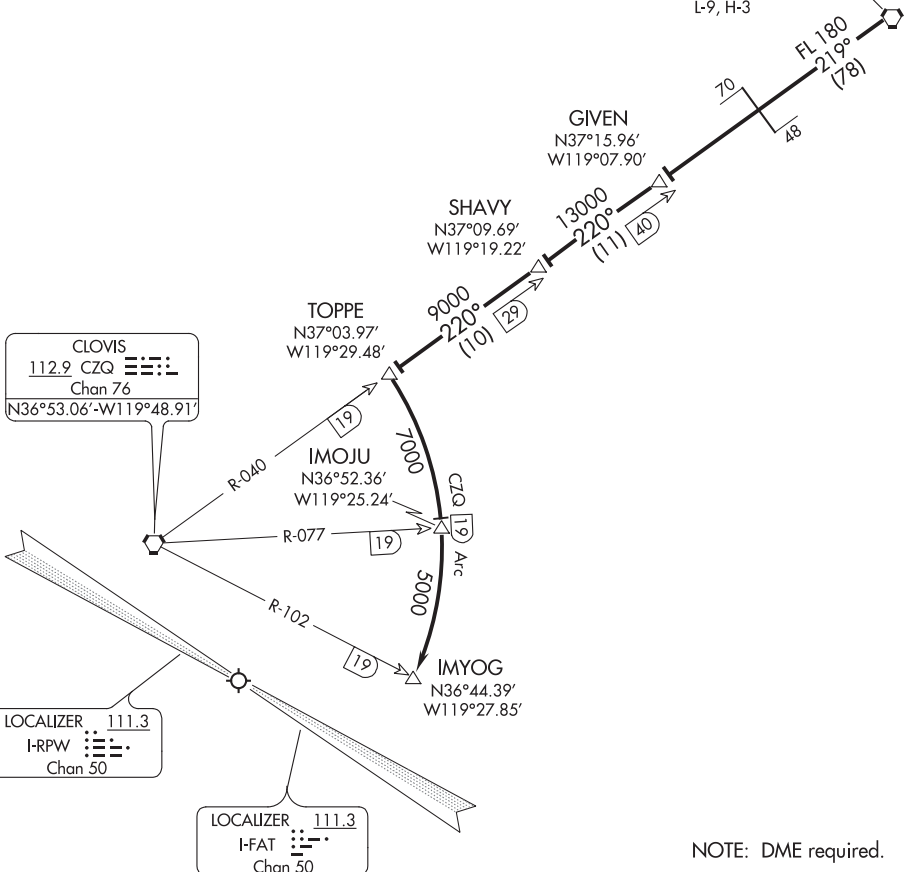 L-9, H-3
FL 180
219°
(78)
70
48
GIVEN
N37°15.96'
W119°07.90'
13000
220°
(11)
40
SHAVY
N37°09.69'
W119°19.22'
9000
220°
(10)
29
TOPPE
N37°03.97'
W119°29.48'
CLOVIS
112.9 CZQ
Chan 76
N36°53.06'-W119°48.91'
19
R-040
7000
IMOJU
N36°52.36'
W119°25.24'
CZQ 19 Arc
R-077
19
5000
R-102
19
IMYOG
N36°44.39'
W119°27.85'
LOCALIZER 111.3
I-RPW
Chan 50
LOCALIZER 111.3
I-FAT
Chan 50
NOTE: DME required.